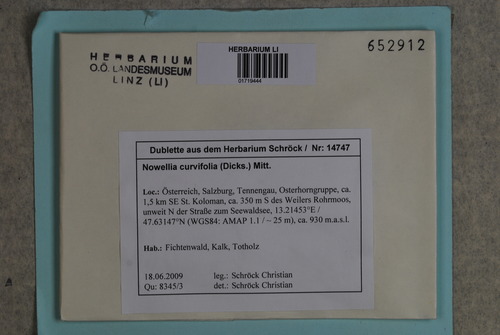 HERBARIUM
O.Ö. LANDESMUSEUM
LINZ (LI)
HERBARIUM LI
01719444
652912
Dublette aus dem Herbarium Schröck / Nr: 14747
Nowellia curvifolia (Dicks.) Mitt.
Loc.: Österreich, Salzburg, Tennengau, Osterhorngruppe, ca.
1,5 km SE St. Koloman, ca. 350 m S des Weilers Rohrmoos,
unweit N der Straße zum Seewaldsee, 13.21453°E /
47.63147°N (WGS84: AMAP 1.1 / ~ 25 m), ca. 930 m.a.s.l.
Hab.: Fichtenwald, Kalk, Totholz
18.06.2009 leg.: Schröck Christian
Qu: 8345/3 det.: Schröck Christian